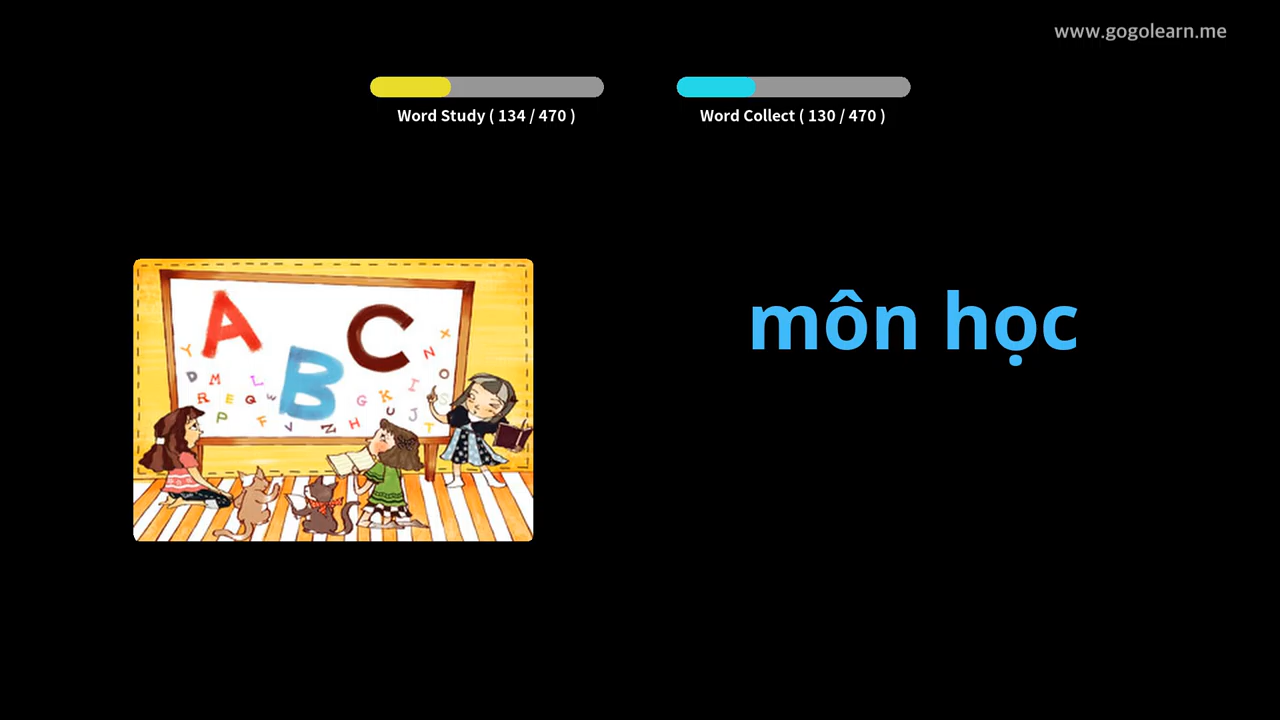 www.gogolearn.me
Word Study ( 134 / 470 )
Word Collect ( 130 / 470 )
môn học
A
C
B
X
Y
N
D M L I O
R E Q W G K S
P F V Z H U J T